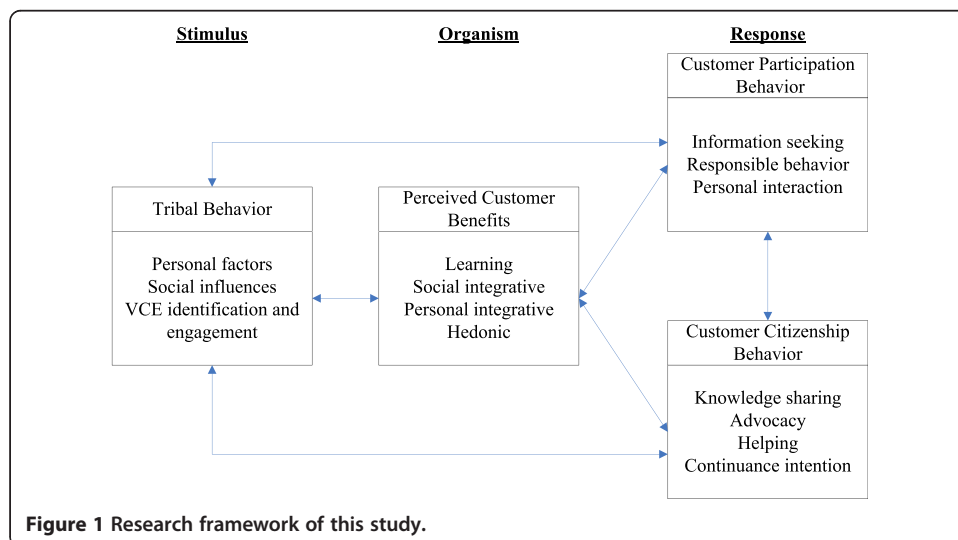 Stimulus
Organism
Response
Tribal Behavior
Personal factors
Social influences
VCE identification and
engagement
Perceived Customer
Benefits
Learning
Social integrative
Personal integrative
Hedonic
Customer Participation
Behavior
Information seeking
Responsible behavior
Personal interaction
Customer Citizenship
Behavior
Knowledge sharing
Advocacy
Helping
Continuance intention
Figure 1 Research framework of this study.